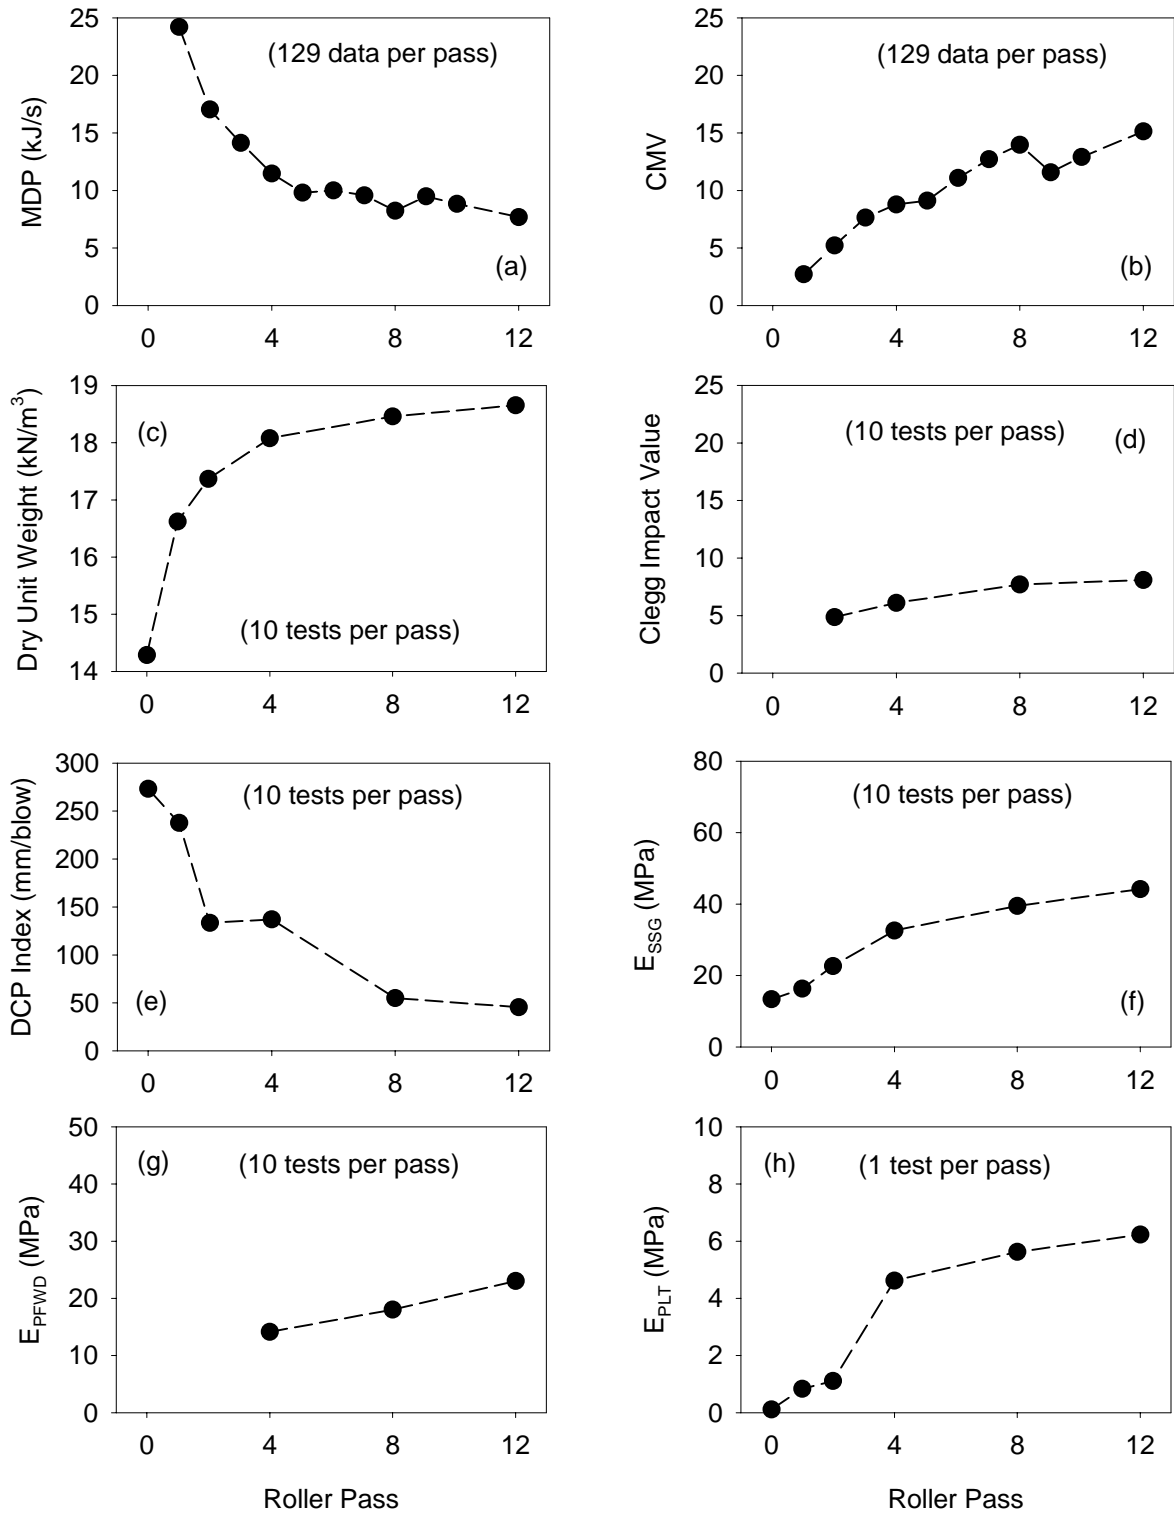 25
20
15
10
5
0
MDP (kJ/s)
(129 data per pass)
(a)
0 4 8 12
25
20
15
10
5
0
CMV
(129 data per pass)
(b)
0 4 8 12
19
18
17
16
15
14
Dry Unit Weight (kN/m³)
(c)
(10 tests per pass)
0 4 8 12
25
20
15
10
5
0
Clegg Impact Value
(10 tests per pass) (d)
0 4 8 12
300
250
200
150
100
50
0
DCP Index (mm/blow)
(10 tests per pass)
(e)
0 4 8 12
80
60
40
20
0
E_SSG (MPa)
(10 tests per pass)
(f)
0 4 8 12
50
40
30
20
10
0
E_PFWD (MPa)
(g) (10 tests per pass)
0 4 8 12
Roller Pass
10
8
6
4
2
0
E_PLT (MPa)
(h) (1 test per pass)
0 4 8 12
Roller Pass